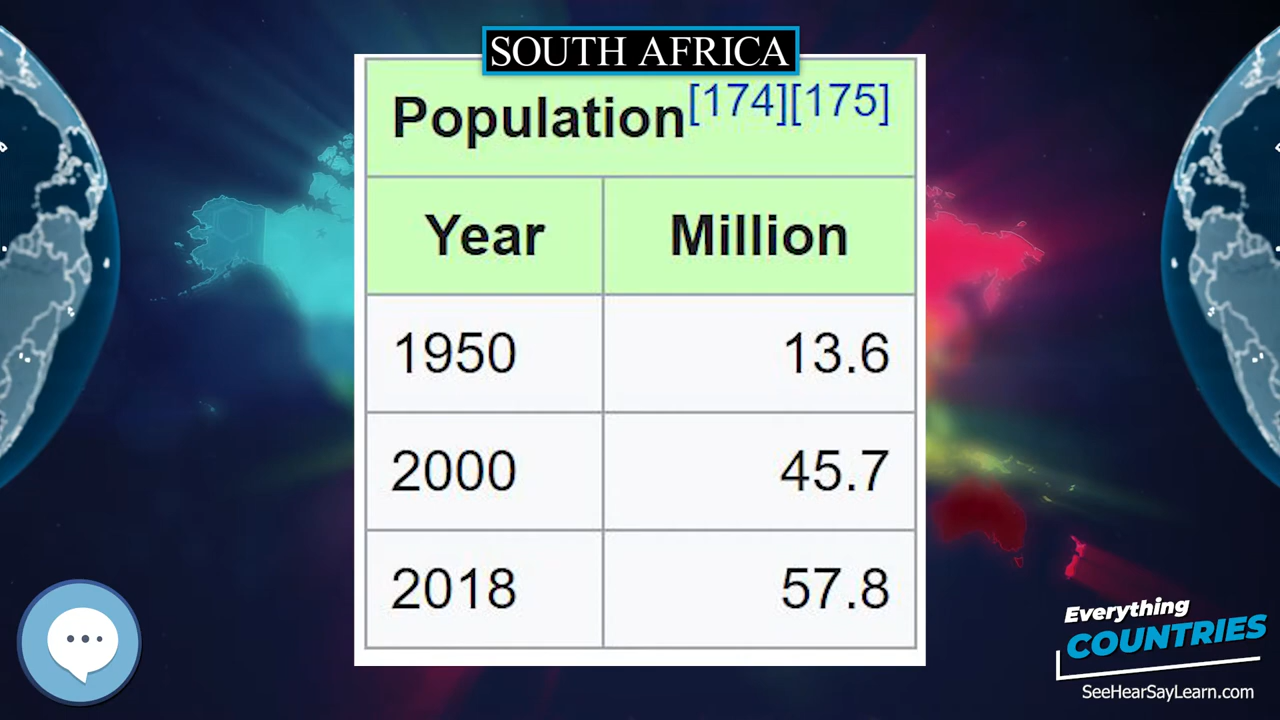 SOUTH AFRICA
Population[174][175]
Year Million
1950 13.6
2000 45.7
2018 57.8
Everything
COUNTRIES
SeeHearSayLearn.com